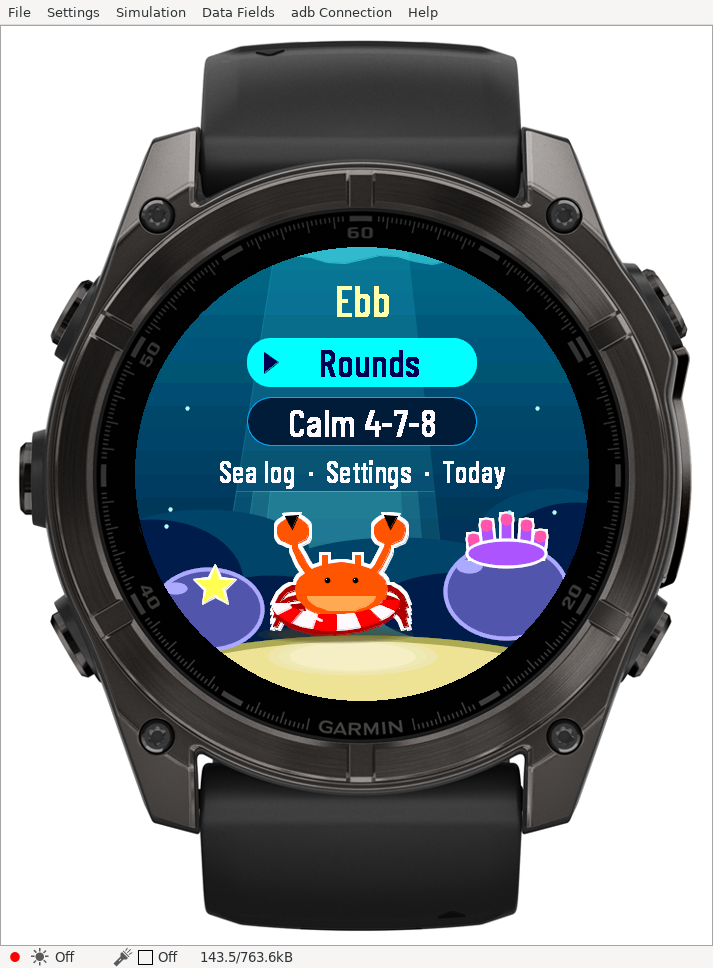 File Settings Simulation Data Fields adb Connection Help
60
50
Ebb
Rounds
Calm 4-7-8
Sea log · Settings · Today
40
20
GARMIN
Off Off 143.5/763.6kB